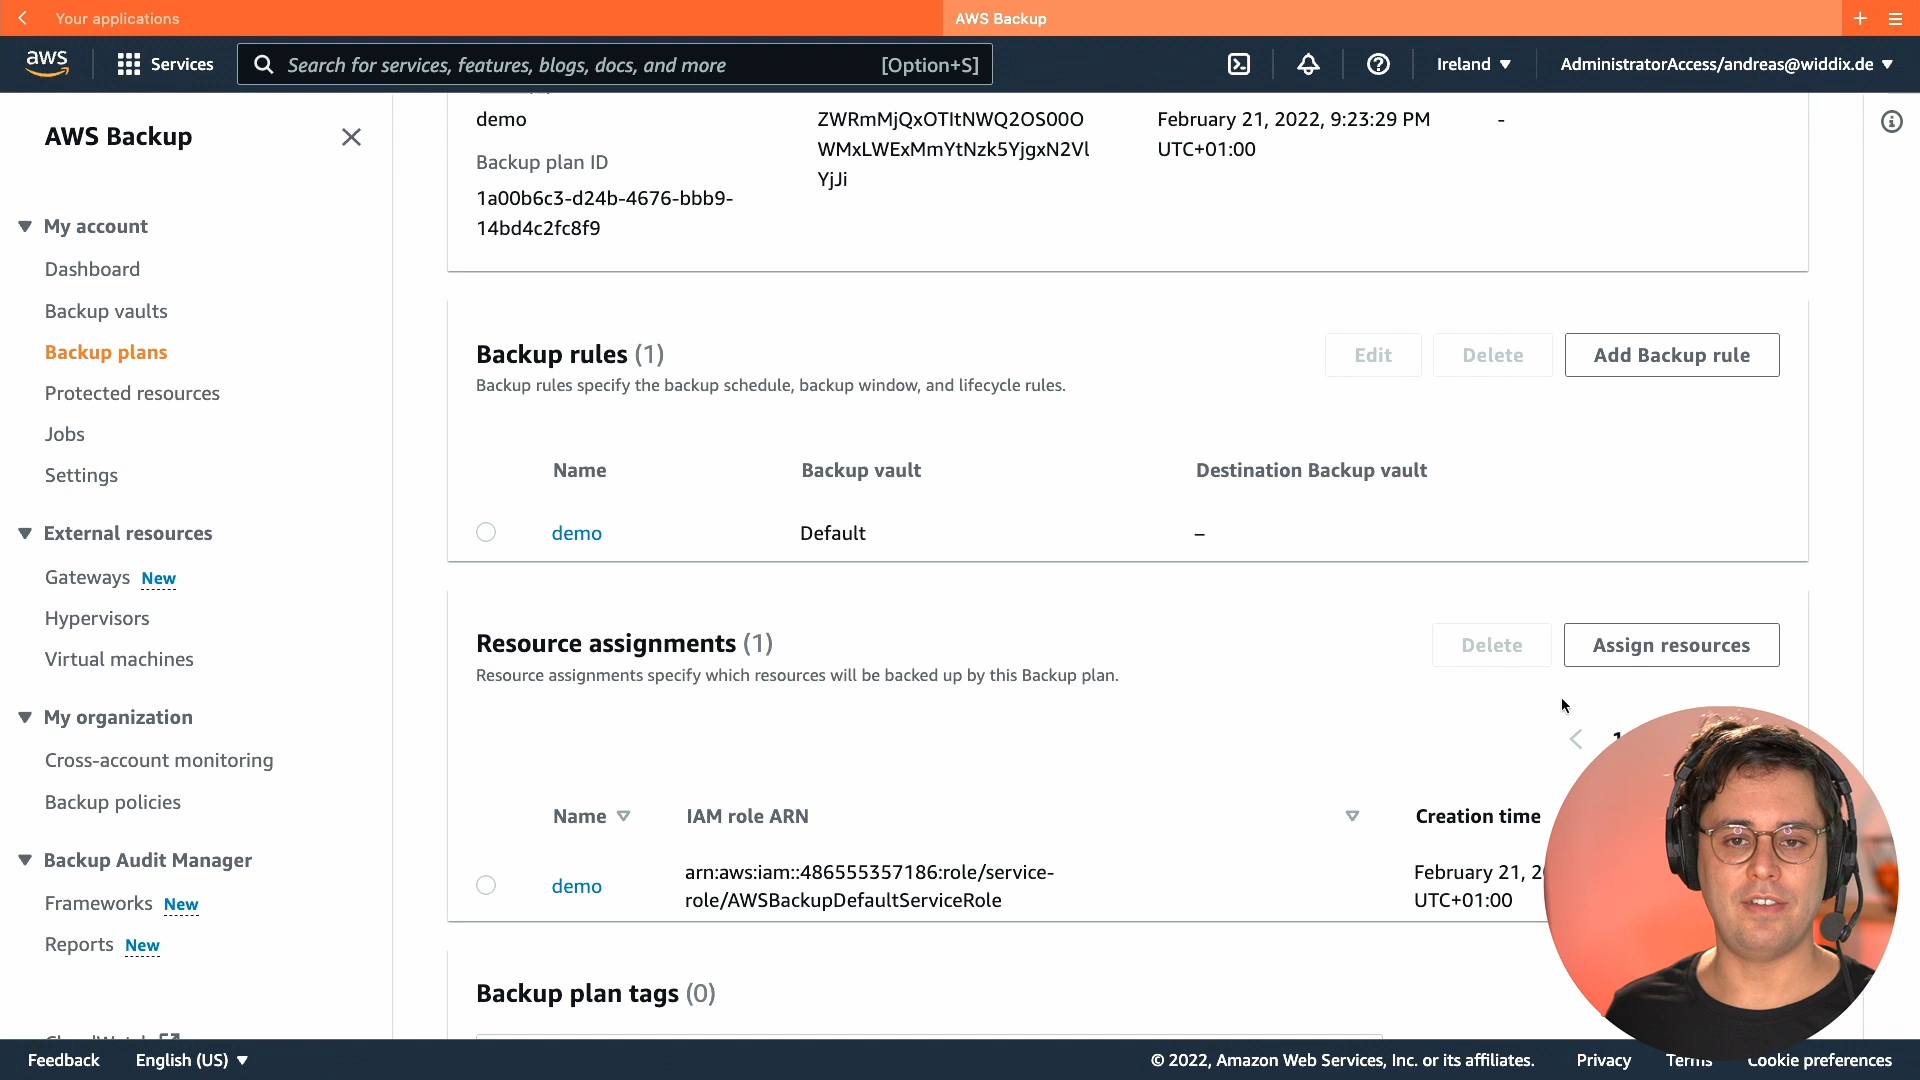 Your applications
AWS Backup
aws
Services
Search for services, features, blogs, docs, and more
[Option+S]
Ireland
AdministratorAccess/andreas@widdix.de
AWS Backup
My account
Dashboard
Backup vaults
Backup plans
Protected resources
Jobs
Settings
External resources
Gateways New
Hypervisors
Virtual machines
My organization
Cross-account monitoring
Backup policies
Backup Audit Manager
Frameworks New
Reports New
demo
Backup plan ID
1a00b6c3-d24b-4676-bbb9-
14bd4c2fc8f9
ZWRmMjQxOTItNWQ2OS00O
WMxLWExMmYtNzk5YjgxN2Vl
YjJi
February 21, 2022, 9:23:29 PM
UTC+01:00
-
Backup rules (1)
Backup rules specify the backup schedule, backup window, and lifecycle rules.
Edit
Delete
Add Backup rule
Name
Backup vault
Destination Backup vault
demo
Default
–
Resource assignments (1)
Resource assignments specify which resources will be backed up by this Backup plan.
Delete
Assign resources
1
Name
IAM role ARN
Creation time
demo
arn:aws:iam::486555357186:role/service-
role/AWSBackupDefaultServiceRole
February 21, 2
UTC+01:00
Backup plan tags (0)
Feedback
English (US)
© 2022, Amazon Web Services, Inc. or its affiliates.
Privacy
Terms
Cookie preferences